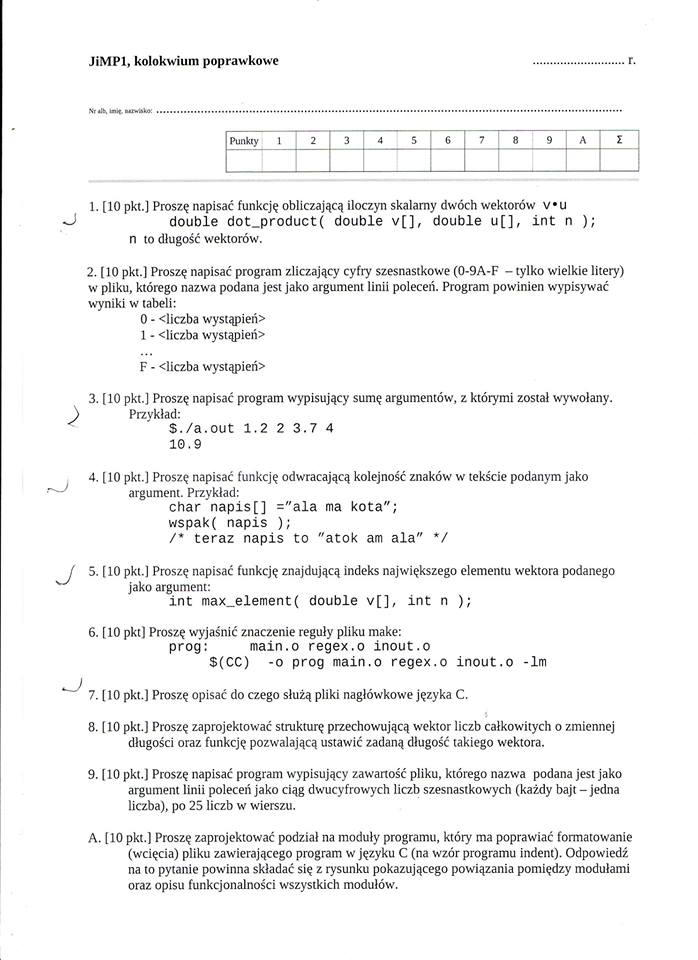 JiMP1, kolokwium poprawkowe ........................... r.
Nr alb, imię, nazwisko: ....................................................................................................
Punkty 1 2 3 4 5 6 7 8 9 A Σ
1. [10 pkt.] Proszę napisać funkcję obliczającą iloczyn skalarny dwóch wektorów v•u
double dot_product( double v[], double u[], int n );
n to długość wektorów.
2. [10 pkt.] Proszę napisać program zliczający cyfry szesnastkowe (0-9A-F – tylko wielkie litery)
w pliku, którego nazwa podana jest jako argument linii poleceń. Program powinien wypisywać
wyniki w tabeli:
0 - <liczba wystąpień>
1 - <liczba wystąpień>
...
F - <liczba wystąpień>
3. [10 pkt.] Proszę napisać program wypisujący sumę argumentów, z którymi został wywołany.
Przykład:
$./a.out 1.2 2 3.7 4
10.9
4. [10 pkt.] Proszę napisać funkcję odwracającą kolejność znaków w tekście podanym jako
argument. Przykład:
char napis[] =”ala ma kota”;
wspak( napis );
/* teraz napis to ”atok am ala” */
5. [10 pkt.] Proszę napisać funkcję znajdującą indeks największego elementu wektora podanego
jako argument:
int max_element( double v[], int n );
6. [10 pkt] Proszę wyjaśnić znaczenie reguły pliku make:
prog: main.o regex.o inout.o
$(CC) -o prog main.o regex.o inout.o -lm
7. [10 pkt.] Proszę opisać do czego służą pliki nagłówkowe języka C.
8. [10 pkt.] Proszę zaprojektować strukturę przechowującą wektor liczb całkowitych o zmiennej
długości oraz funkcję pozwalającą ustawić zadaną długość takiego wektora.
9. [10 pkt.] Proszę napisać program wypisujący zawartość pliku, którego nazwa podana jest jako
argument linii poleceń jako ciąg dwucyfrowych liczb szesnastkowych (każdy bajt – jedna
liczba), po 25 liczb w wierszu.
A. [10 pkt.] Proszę zaprojektować podział na moduły programu, który ma poprawiać formatowanie
(wcięcia) pliku zawierającego program w języku C (na wzór programu indent). Odpowiedź
na to pytanie powinna składać się z rysunku pokazującego powiązania pomiędzy modułami
oraz opisu funkcjonalności wszystkich modułów.